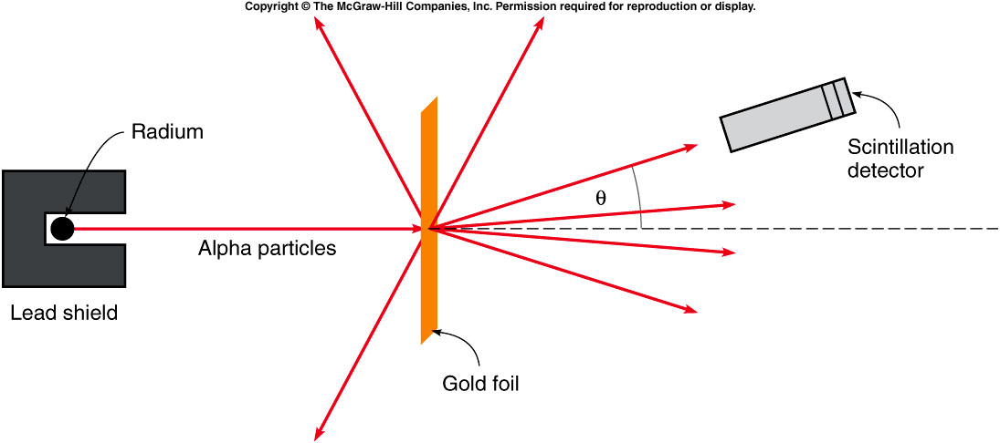 Copyright © The McGraw-Hill Companies, Inc. Permission required for reproduction or display.
Radium
Scintillation
detector
θ
Alpha particles
Lead shield
Gold foil